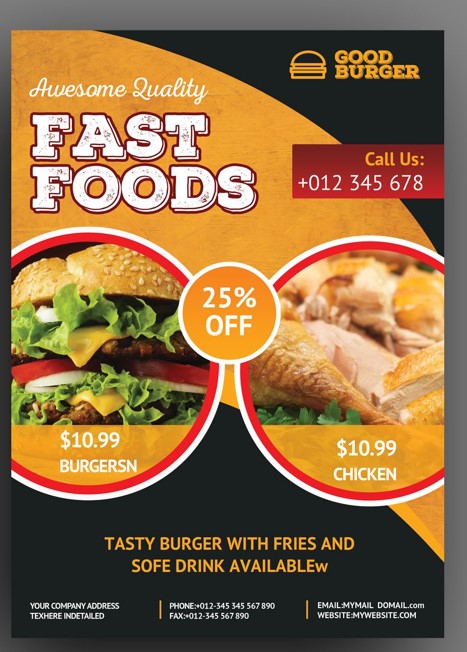 GOOD
BURGER
Awesome Quality
FAST
FOODS
Call Us:
+012 345 678
25%
OFF
$10.99
BURGERSN
$10.99
CHICKEN
TASTY BURGER WITH FRIES AND
SOFE DRINK AVAILABLEw
YOUR COMPANY ADDRESS
TEXHERE INDETAILED
PHONE:+012-345 345 567 890
FAX:+012-345 567 890
EMAIL:MYMAIL DOMAIL.com
WEBSITE:MYWEBSITE.COM